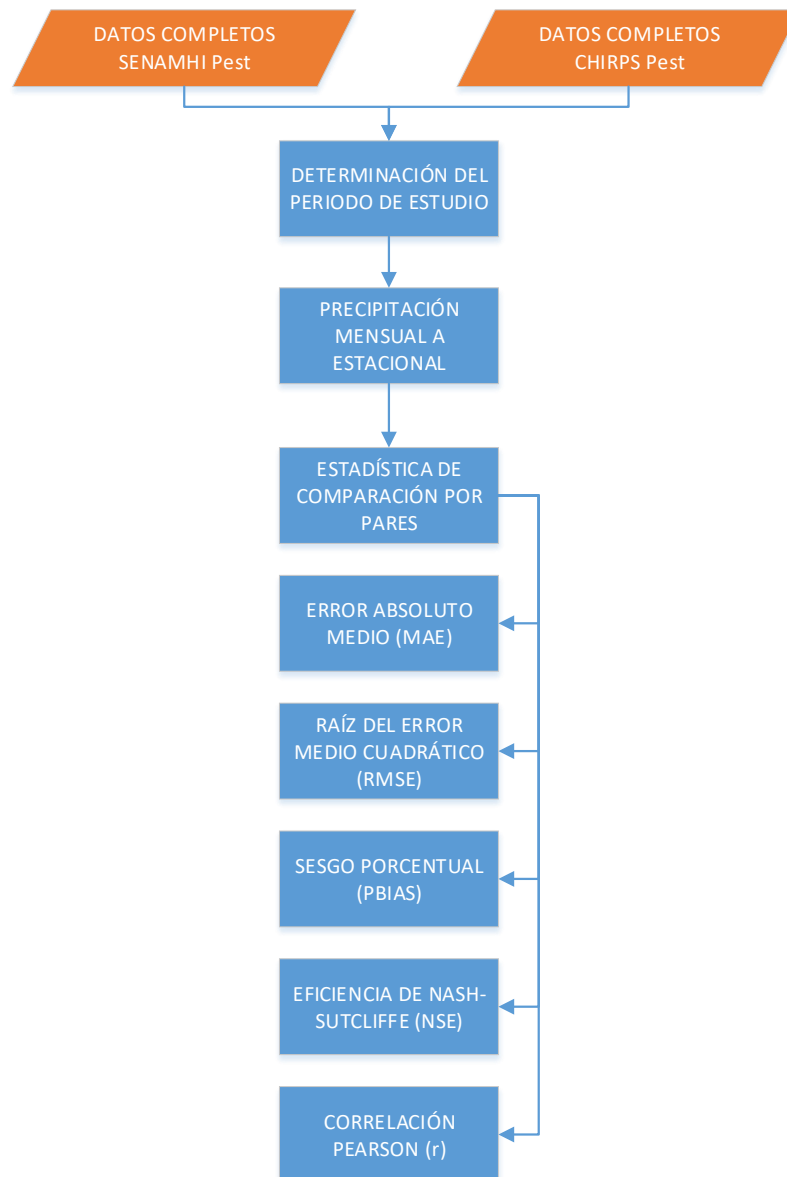 DATOS COMPLETOS
SENAMHI Pest
DATOS COMPLETOS
CHIRPS Pest
DETERMINACIÓN DEL
PERIODO DE ESTUDIO
PRECIPITACIÓN
MENSUAL A
ESTACIONAL
ESTADÍSTICA DE
COMPARACIÓN POR
PARES
ERROR ABSOLUTO
MEDIO (MAE)
RAÍZ DEL ERROR
MEDIO CUADRÁTICO
(RMSE)
SESGO PORCENTUAL
(PBIAS)
EFICIENCIA DE NASH-
SUTCLIFFE (NSE)
CORRELACIÓN
PEARSON (r)